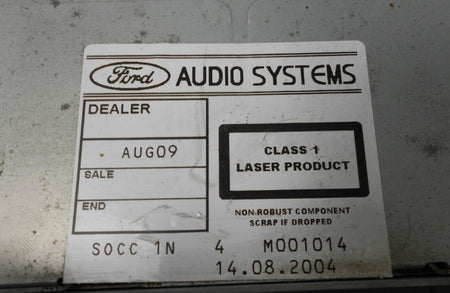 Ford AUDIO SYSTEMS
DEALER
AUG09
SALE
END
CLASS 1
LASER PRODUCT
NON-ROBUST COMPONENT
SCRAP IF DROPPED
SOCC 1N 4 M001014
14.08.2004